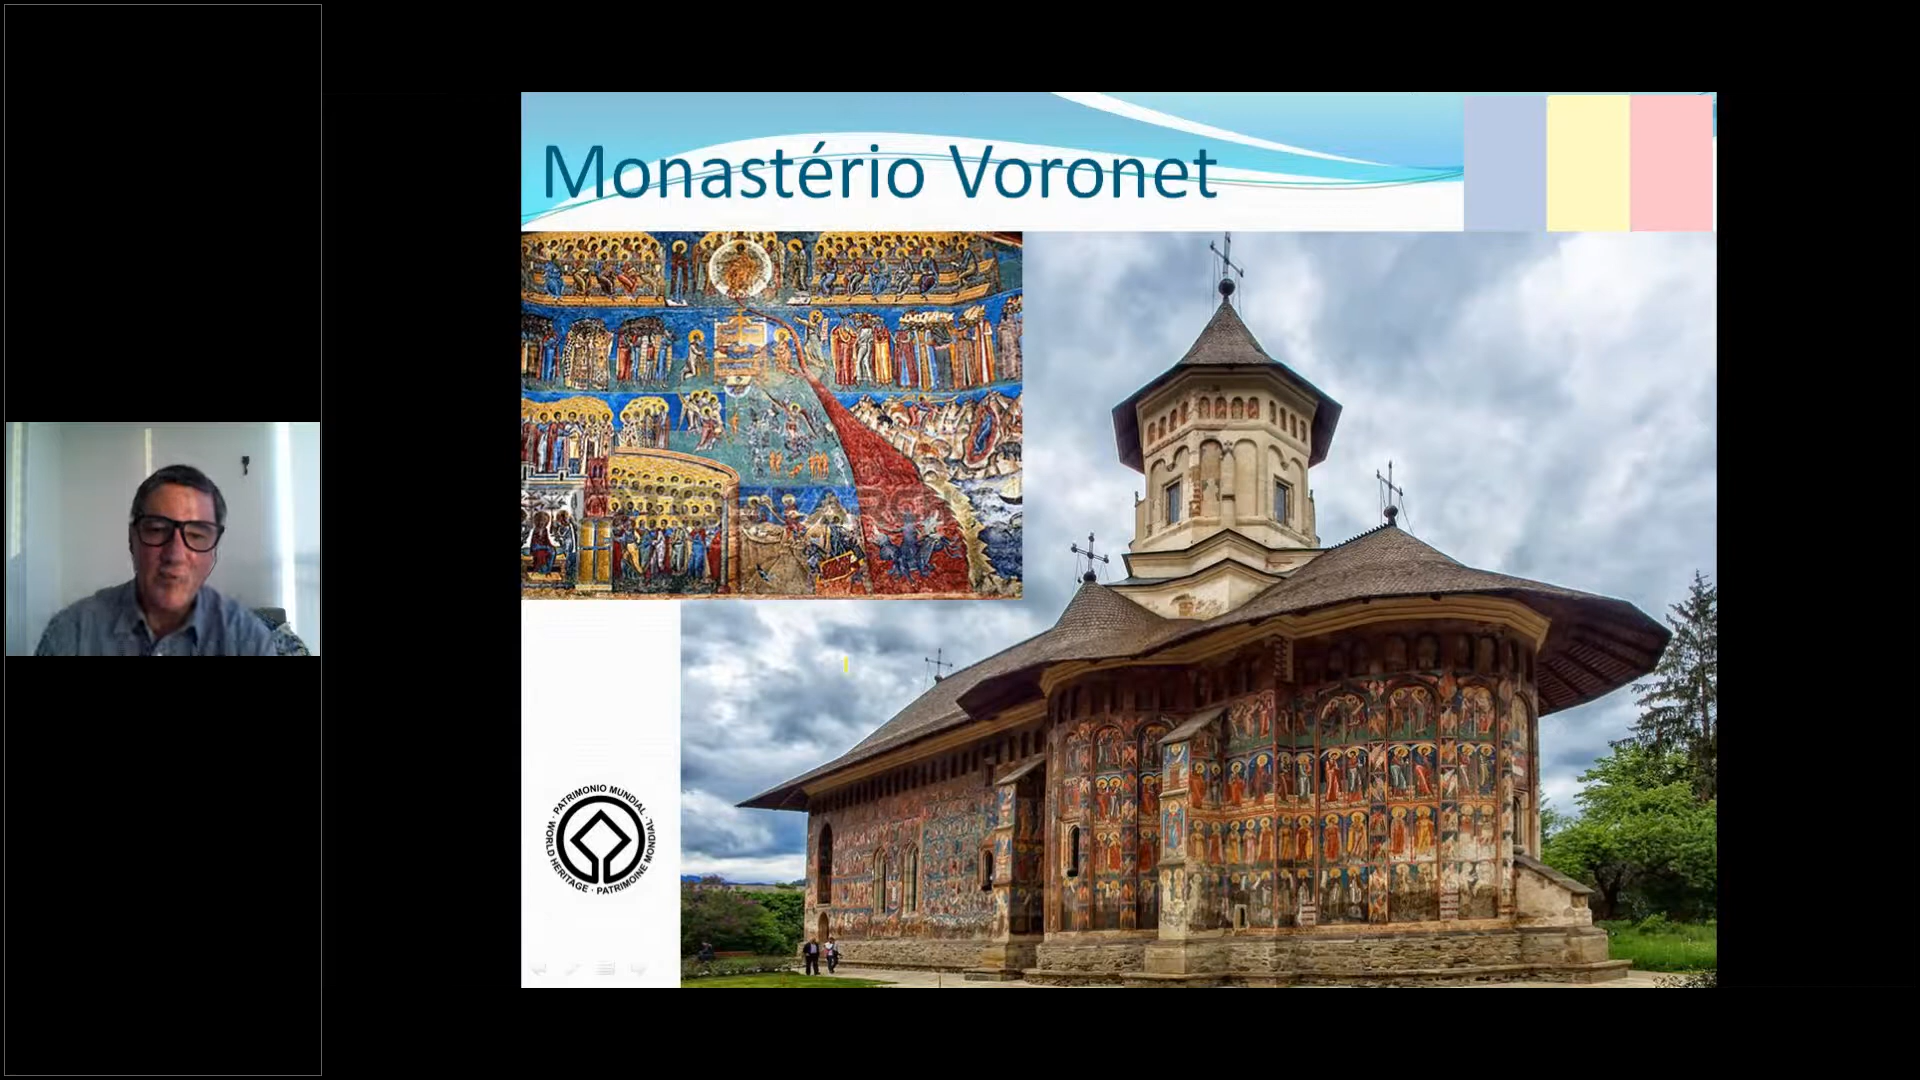 Monastério Voronet
PATRIMONIO MUNDIAL · WORLD HERITAGE · PATRIMOINE MONDIAL ·